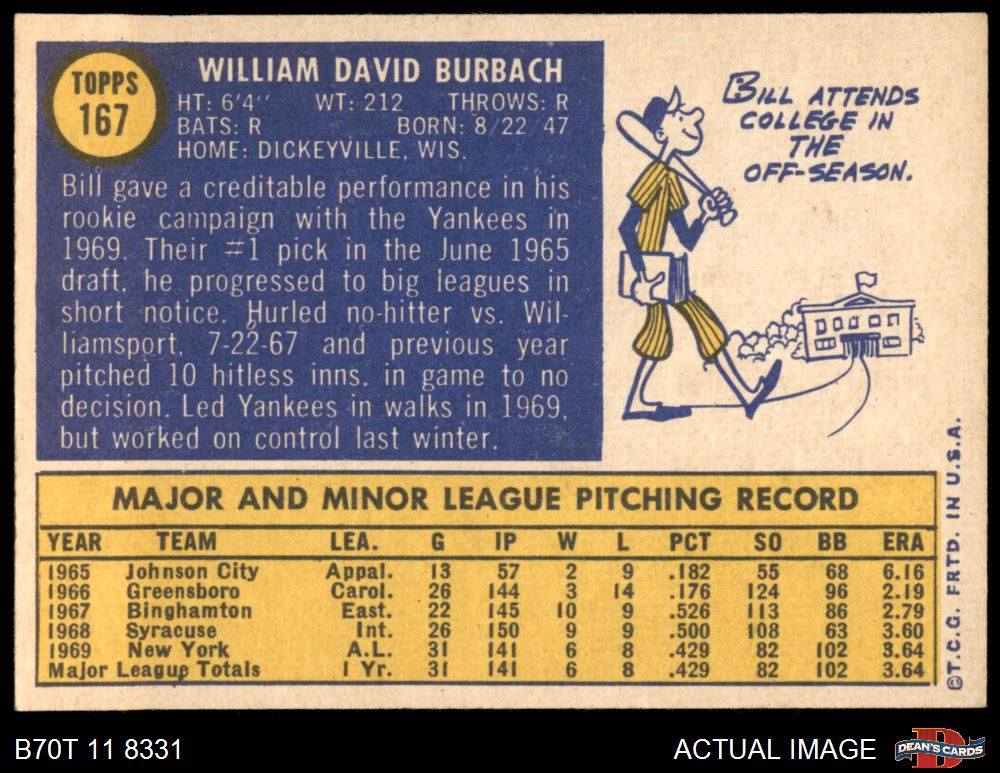 TOPPS
167
WILLIAM DAVID BURBACH
HT: 6'4'' WT: 212 THROWS: R
BATS: R BORN: 8/22/47
HOME: DICKEYVILLE, WIS.
Bill gave a creditable performance in his
rookie campaign with the Yankees in
1969. Their #1 pick in the June 1965
draft, he progressed to big leagues in
short notice. Hurled no-hitter vs. Wil-
liamsport, 7-22-67 and previous year
pitched 10 hitless inns. in game to no
decision. Led Yankees in walks in 1969,
but worked on control last winter.
BILL ATTENDS
COLLEGE IN
THE
OFF-SEASON.
MAJOR AND MINOR LEAGUE PITCHING RECORD
YEAR TEAM LEA. G IP W L PCT SO BB ERA
1965 Johnson City Appal. 13 57 2 9 .182 55 68 6.16
1966 Greensboro Carol. 26 144 3 14 .176 124 96 2.19
1967 Binghamton East. 22 145 10 9 .526 113 86 2.79
1968 Syracuse Int. 26 150 9 9 .500 108 63 3.60
1969 New York A.L. 31 141 6 8 .429 82 102 3.64
Major League Totals 1 Yr. 31 141 6 8 .429 82 102 3.64
©T.C.G. PRTD. IN U.S.A.
B70T 11 8331
ACTUAL IMAGE
D
DEAN'S CARDS